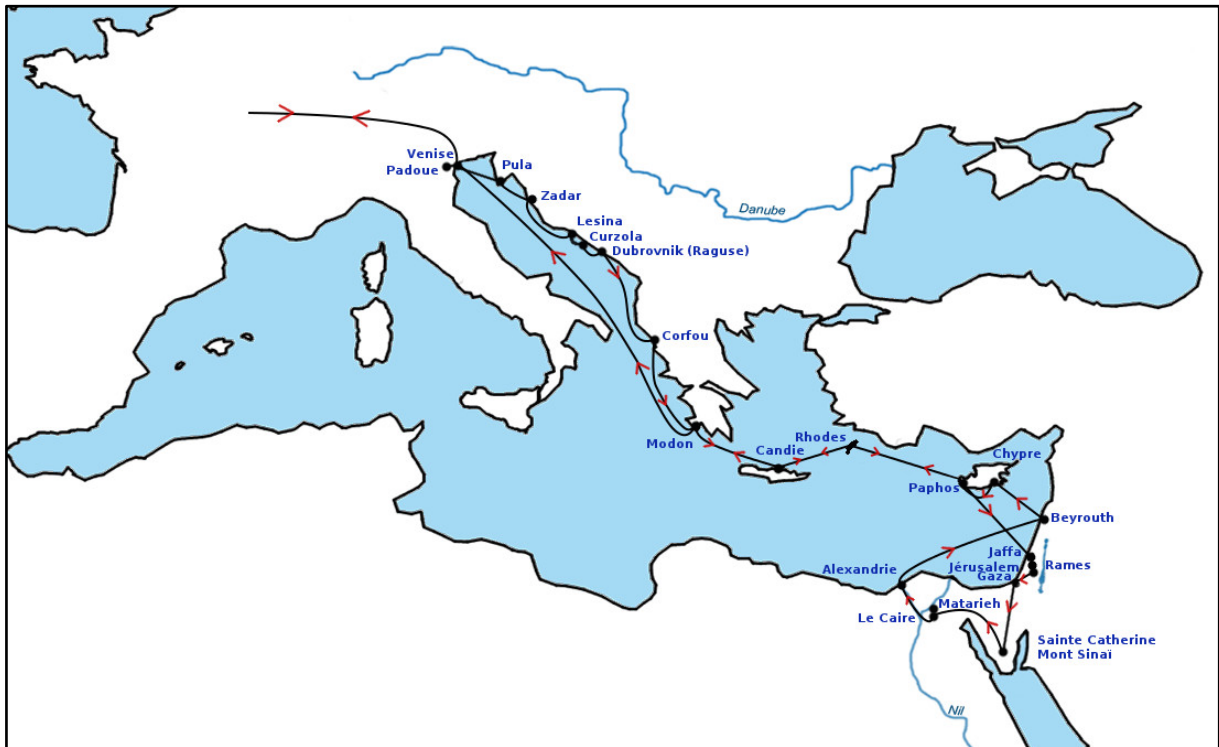 Venise
Padoue
Pula
Zadar
Lesina
Curzola
Dubrovnik (Raguse)
Danube
Corfou
Modon
Candie
Rhodes
Chypre
Paphos
Beyrouth
Jaffa
Rames
Jérusalem
Gaza
Alexandrie
Matarieh
Le Caire
Sainte Catherine
Mont Sinaï
Nil